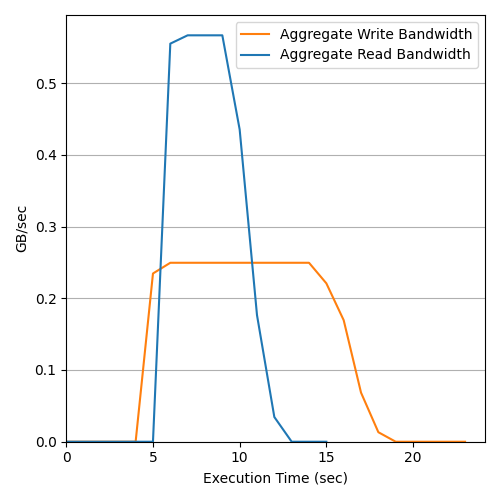 Aggregate Write Bandwidth
Aggregate Read Bandwidth
GB/sec
0.5
0.4
0.3
0.2
0.1
0.0
0 5 10 15 20
Execution Time (sec)